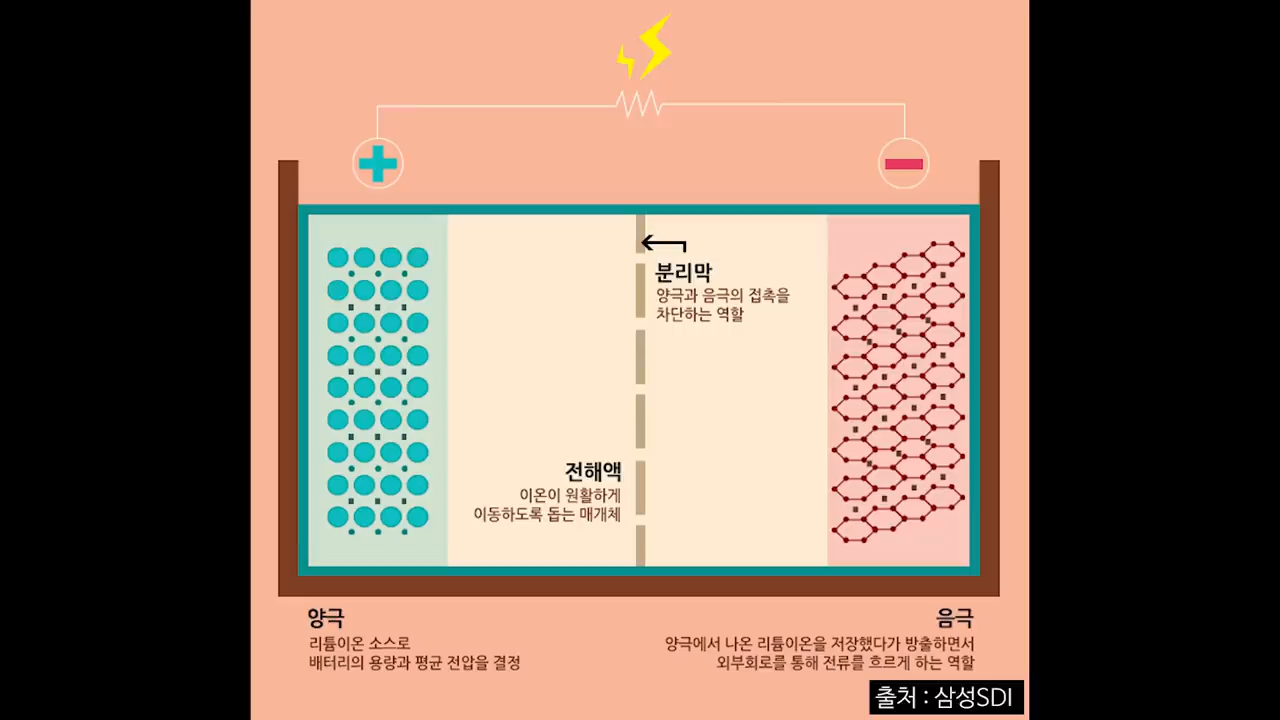 분리막
양극과 음극의 접촉을
차단하는 역할
전해액
이온이 원활하게
이동하도록 돕는 매개체
양극
리튬이온 소스로
배터리의 용량과 평균 전압을 결정
음극
양극에서 나온 리튬이온을 저장했다가 방출하면서
외부회로를 통해 전류를 흐르게 하는 역할
출처 : 삼성SDI